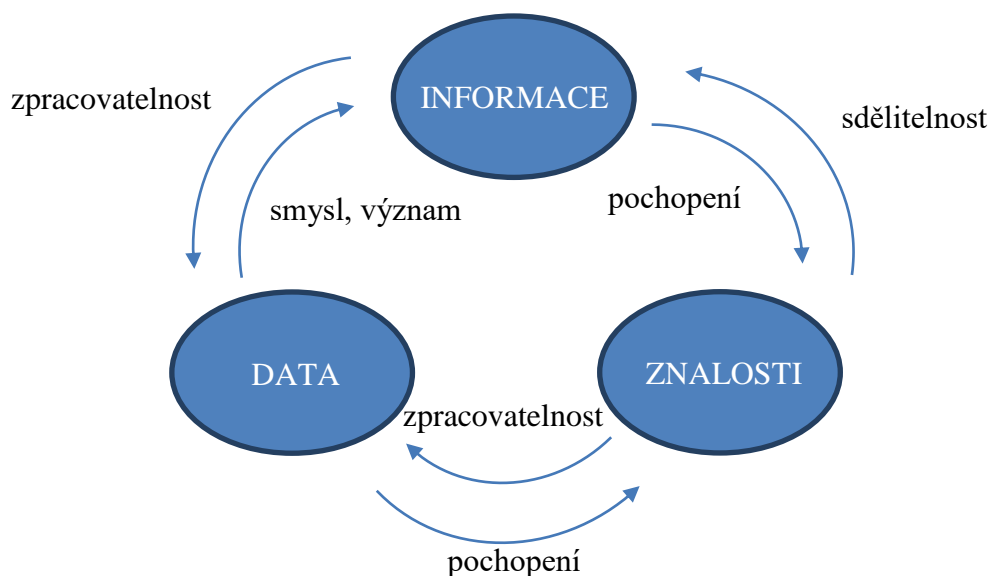 INFORMACE
zpracovatelnost
sdělitelnost
smysl, význam
pochopení
DATA
ZNALOSTI
zpracovatelnost
pochopení